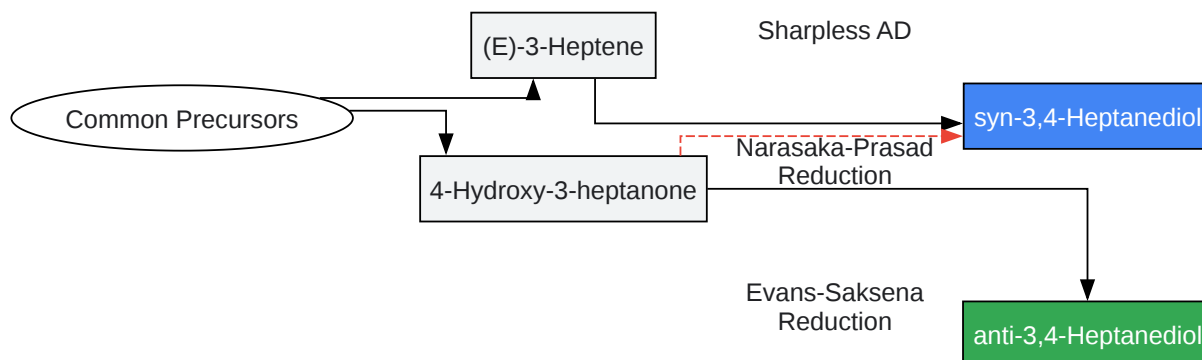 Sharpless AD
(E)-3-Heptene
Common Precursors
syn-3,4-Heptanediol
Narasaka-Prasad
Reduction
4-Hydroxy-3-heptanone
Evans-Saksena
Reduction
anti-3,4-Heptanediol